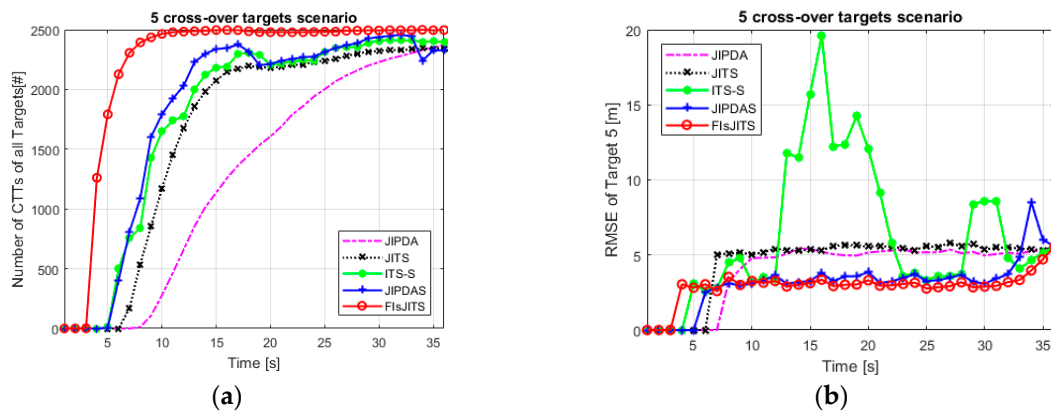 5 cross-over targets scenario
Number of CTTs of all Targets[#]
2500
2000
1500
1000
500
0
5
10
15
20
25
30
35
Time [s]
JIPDA
JITS
ITS-S
JIPDAS
FIsJITS
(a)
5 cross-over targets scenario
RMSE of Target 5 [m]
20
15
10
5
0
5
10
15
20
25
30
35
Time [s]
JIPDA
JITS
ITS-S
JIPDAS
FIsJITS
(b)